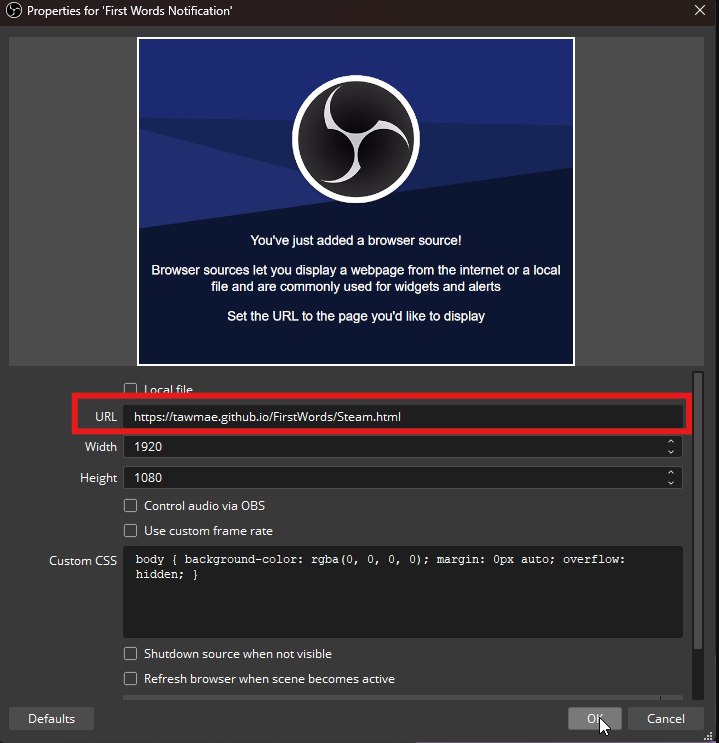 Properties for 'First Words Notification'
You've just added a browser source!
Browser sources let you display a webpage from the internet or a local
file and are commonly used for widgets and alerts
Set the URL to the page you'd like to display
Local file
URL https://tawmae.github.io/FirstWords/Steam.html
Width 1920
Height 1080
Control audio via OBS
Use custom frame rate
Custom CSS body { background-color: rgba(0, 0, 0, 0); margin: 0px auto; overflow:
hidden; }
Shutdown source when not visible
Refresh browser when scene becomes active
Defaults OK Cancel